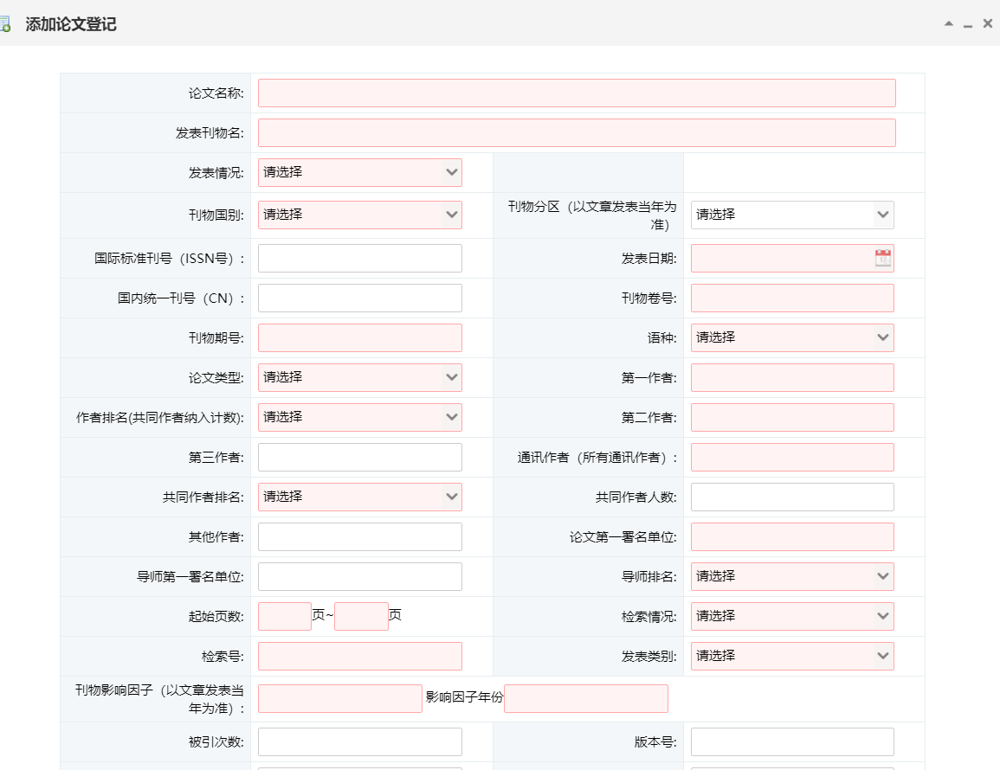 添加论文登记
论文名称:
发表刊物名:
发表情况: 请选择
刊物国别: 请选择 刊物分区（以文章发表当年为
准） 请选择
国际标准刊号（ISSN号）: 发表日期:
国内统一刊号（CN）: 刊物卷号:
刊物期号: 语种: 请选择
论文类型: 请选择 第一作者:
作者排名(共同作者纳入计数): 请选择 第二作者:
第三作者: 通讯作者（所有通讯作者）:
共同作者排名: 请选择 共同作者人数:
其他作者: 论文第一署名单位:
导师第一署名单位: 导师排名: 请选择
起始页数: 页~ 页 检索情况: 请选择
检索号: 发表类别: 请选择
刊物影响因子（以文章发表当
年为准）: 影响因子年份
被引次数: 版本号: